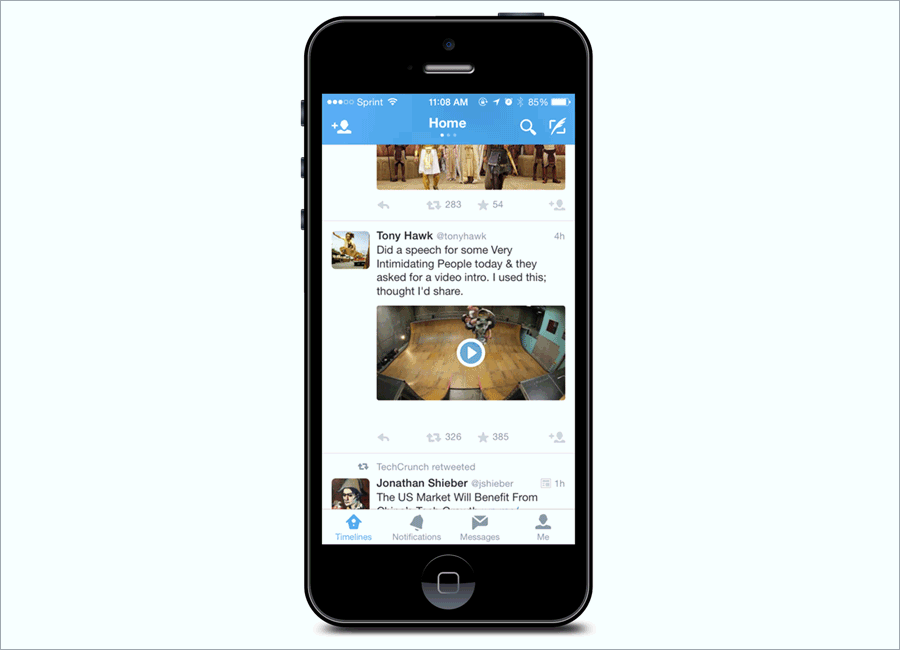 Sprint 11:08 AM 85%
Home
283 54
Tony Hawk @tonyhawk 4h
Did a speech for some Very
Intimidating People today & they
asked for a video intro. I used this;
thought I'd share.
326 385
TechCrunch retweeted
Jonathan Shieber @jshieber 1h
The US Market Will Benefit From
Timelines Notifications Messages Me